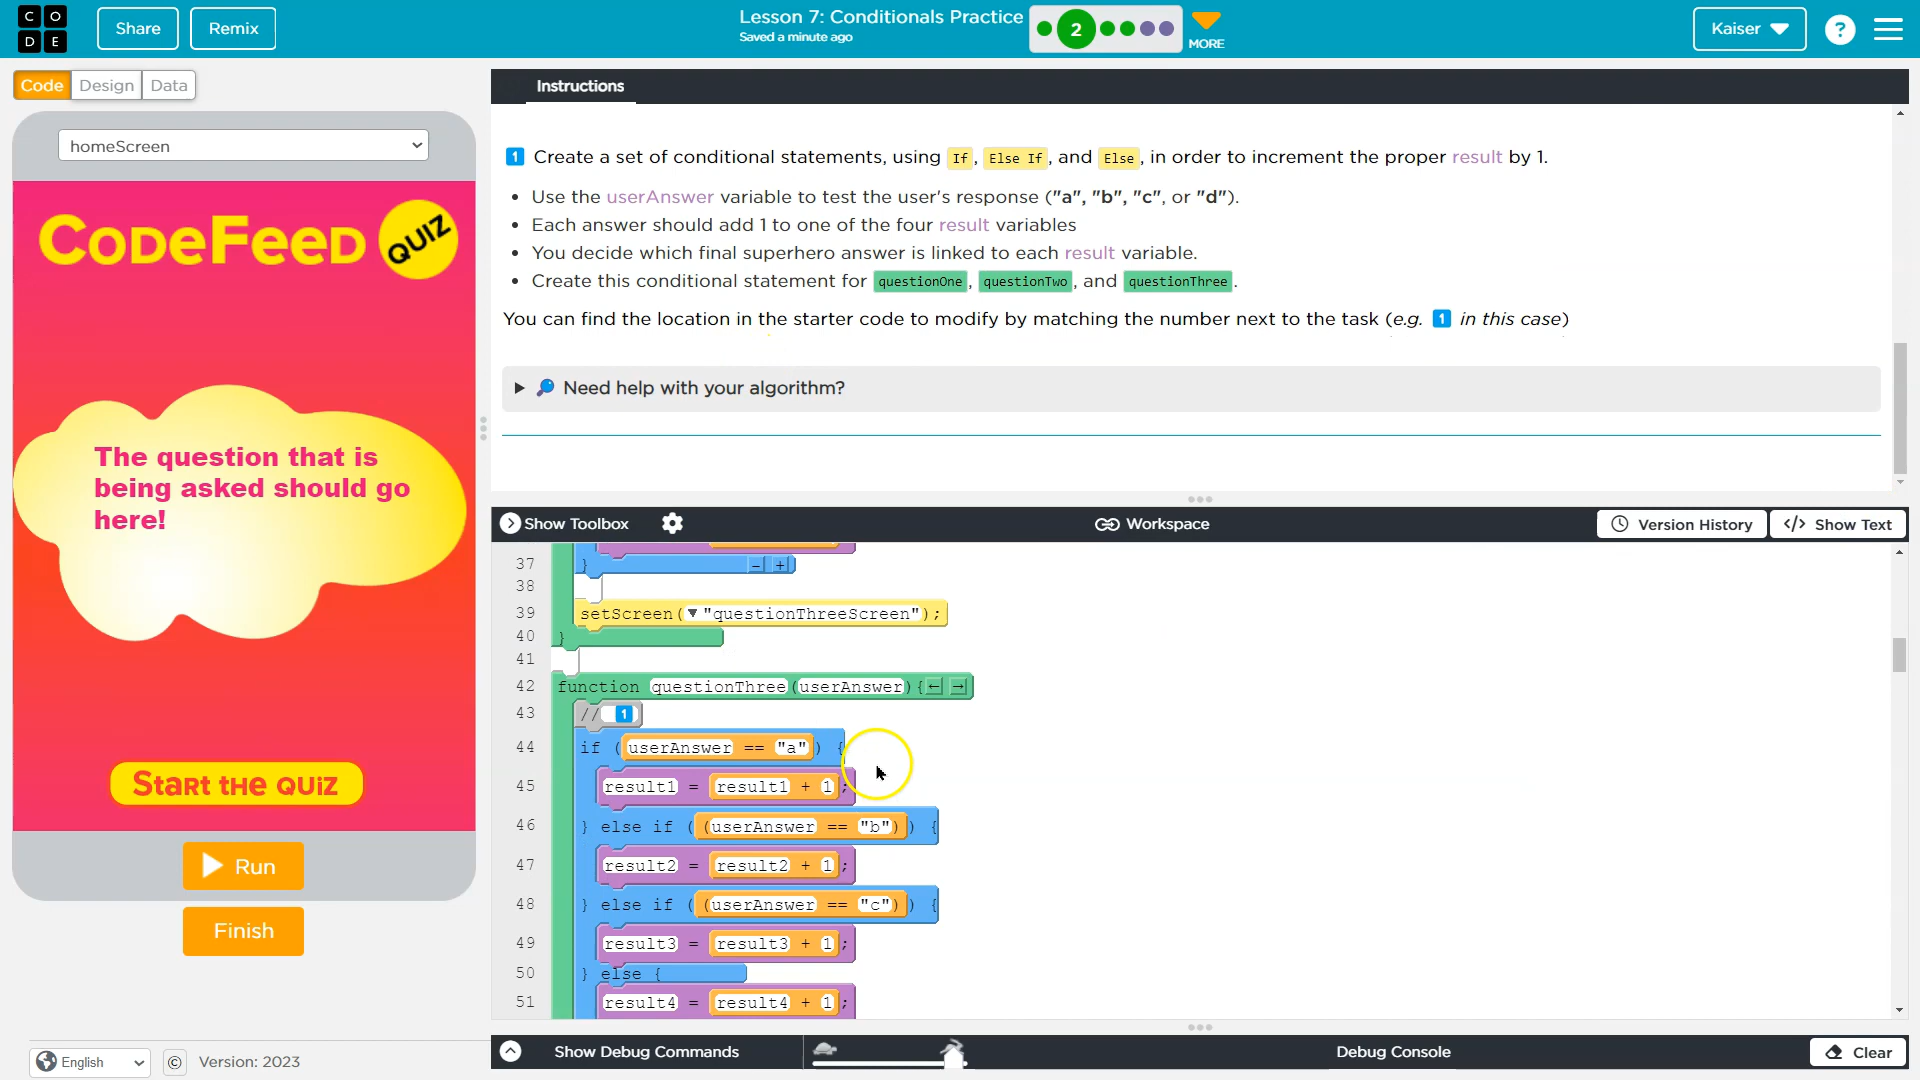 C O
D E
Share
Remix
Lesson 7: Conditionals Practice
Saved a minute ago
2
MORE
Kaiser
?
Code
Design
Data
Instructions
homeScreen
1 Create a set of conditional statements, using If, Else If, and Else, in order to increment the proper result by 1.
• Use the userAnswer variable to test the user's response ("a", "b", "c", or "d").
• Each answer should add 1 to one of the four result variables
• You decide which final superhero answer is linked to each result variable.
• Create this conditional statement for questionOne, questionTwo, and questionThree.
You can find the location in the starter code to modify by matching the number next to the task (e.g. 1 in this case)
Need help with your algorithm?
CODEFEED QUIZ
The question that is
being asked should go
here!
START THE QUIZ
Run
Finish
Show Toolbox
Workspace
Version History
</> Show Text
37 } - +
38
39 setScreen("questionThreeScreen");
40 }
41
42 function questionThree(userAnswer){← →
43 // 1
44 if (userAnswer == "a") {
45 result1 = result1 + 1;
46 } else if ((userAnswer == "b")) {
47 result2 = result2 + 1;
48 } else if ((userAnswer == "c")) {
49 result3 = result3 + 1;
50 } else {
51 result4 = result4 + 1;
English
©
Version: 2023
Show Debug Commands
Debug Console
Clear